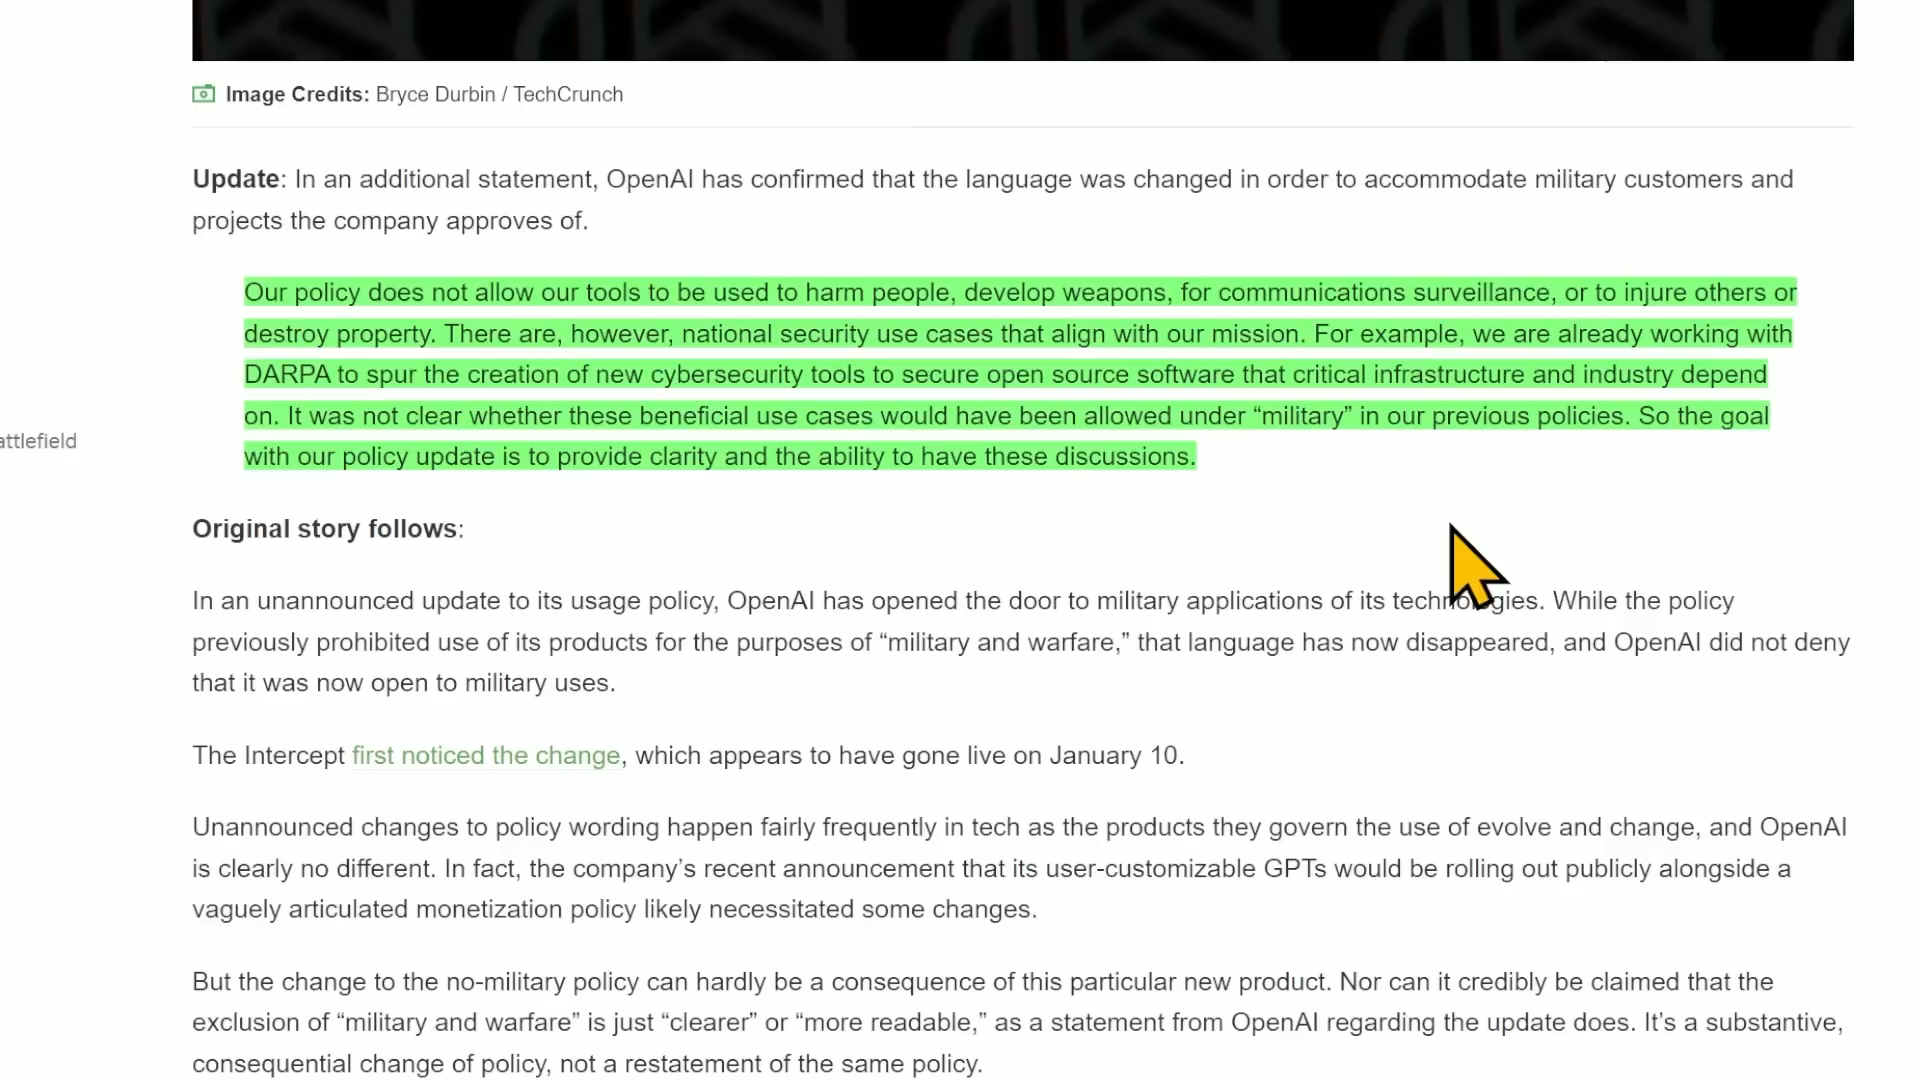 Image Credits: Bryce Durbin / TechCrunch
Update: In an additional statement, OpenAI has confirmed that the language was changed in order to accommodate military customers and
projects the company approves of.
Our policy does not allow our tools to be used to harm people, develop weapons, for communications surveillance, or to injure others or
destroy property. There are, however, national security use cases that align with our mission. For example, we are already working with
DARPA to spur the creation of new cybersecurity tools to secure open source software that critical infrastructure and industry depend
on. It was not clear whether these beneficial use cases would have been allowed under “military” in our previous policies. So the goal
attlefield
with our policy update is to provide clarity and the ability to have these discussions.
Original story follows:
In an unannounced update to its usage policy, OpenAI has opened the door to military applications of its technologies. While the policy
previously prohibited use of its products for the purposes of “military and warfare,” that language has now disappeared, and OpenAI did not deny
that it was now open to military uses.
The Intercept first noticed the change, which appears to have gone live on January 10.
Unannounced changes to policy wording happen fairly frequently in tech as the products they govern the use of evolve and change, and OpenAI
is clearly no different. In fact, the company’s recent announcement that its user-customizable GPTs would be rolling out publicly alongside a
vaguely articulated monetization policy likely necessitated some changes.
But the change to the no-military policy can hardly be a consequence of this particular new product. Nor can it credibly be claimed that the
exclusion of “military and warfare” is just “clearer” or “more readable,” as a statement from OpenAI regarding the update does. It’s a substantive,
consequential change of policy, not a restatement of the same policy.